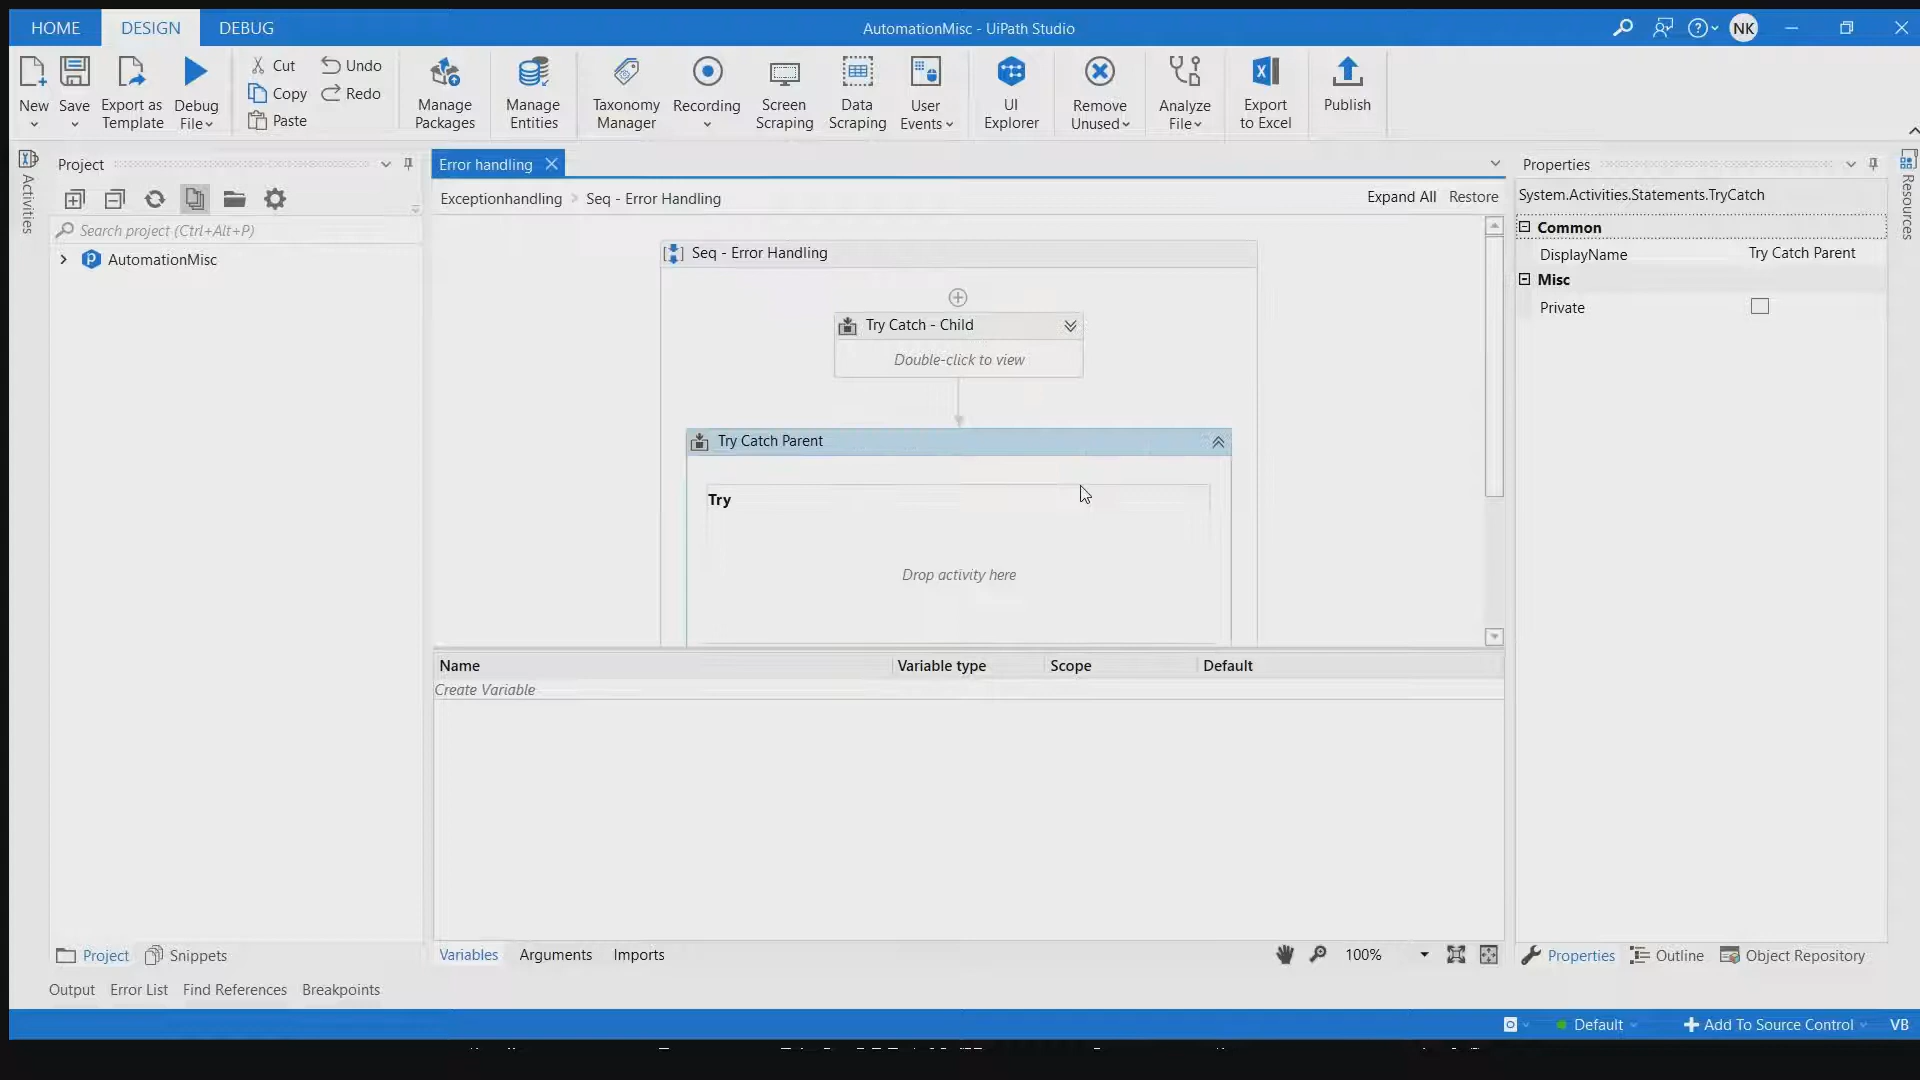 HOME DESIGN DEBUG AutomationMisc - UiPath Studio NK
New Save Export as Template Debug File Cut Copy Paste Undo Redo Manage Packages Manage Entities Taxonomy Manager Recording Screen Scraping Data Scraping User Events UI Explorer Remove Unused Analyze File Export to Excel Publish
Activities
Project
Search project (Ctrl+Alt+P)
AutomationMisc
Error handling
Exceptionhandling > Seq - Error Handling Expand All Restore
Seq - Error Handling
Try Catch - Child
Double-click to view
Try Catch Parent
Try
Drop activity here
Name Variable type Scope Default
Create Variable
Variables Arguments Imports 100%
Properties
System.Activities.Statements.TryCatch
Common
DisplayName Try Catch Parent
Misc
Private
Resources
Project Snippets
Properties Outline Object Repository
Output Error List Find References Breakpoints
Default Add To Source Control VB